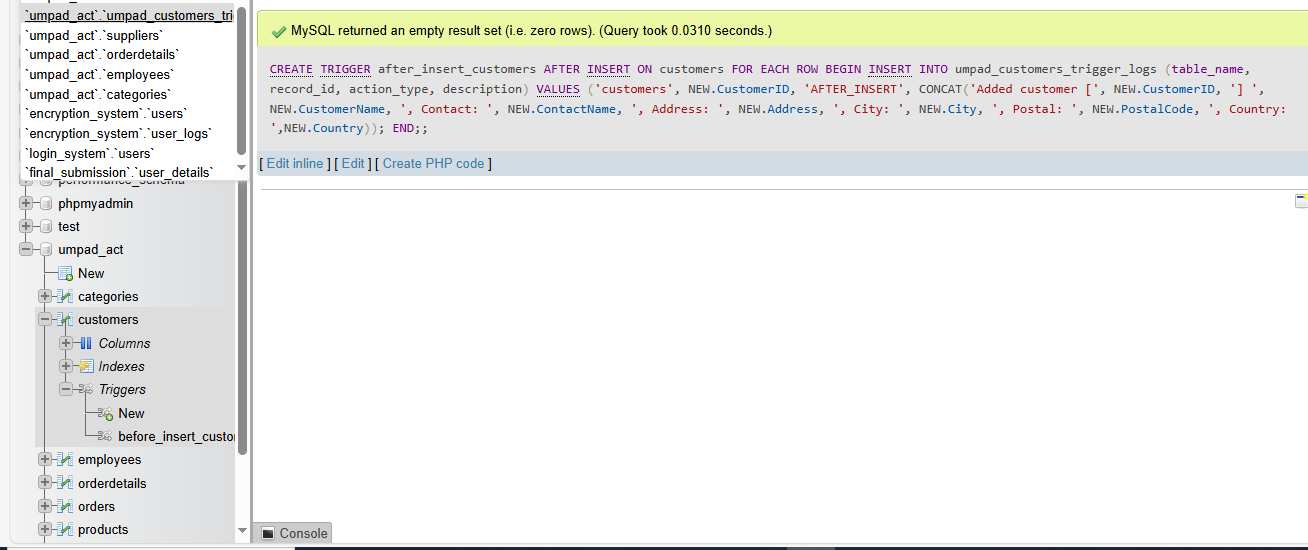 `umpad_act`.`umpad_customers_tri
`umpad_act`.`suppliers`
`umpad_act`.`orderdetails`
`umpad_act`.`employees`
`umpad_act`.`categories`
`encryption_system`.`users`
`encryption_system`.`user_logs`
`login_system`.`users`
`final_submission`.`user_details`
performance_schema
phpmyadmin
test
umpad_act
New
categories
customers
Columns
Indexes
Triggers
New
before_insert_custo
employees
orderdetails
orders
products
MySQL returned an empty result set (i.e. zero rows). (Query took 0.0310 seconds.)
CREATE TRIGGER after_insert_customers AFTER INSERT ON customers FOR EACH ROW BEGIN INSERT INTO umpad_customers_trigger_logs (table_name,
record_id, action_type, description) VALUES ('customers', NEW.CustomerID, 'AFTER_INSERT', CONCAT('Added customer [', NEW.CustomerID, '] ',
NEW.CustomerName, ', Contact: ', NEW.ContactName, ', Address: ', NEW.Address, ', City: ', NEW.City, ', Postal: ', NEW.PostalCode, ', Country:
',NEW.Country)); END;;
[ Edit inline ] [ Edit ] [ Create PHP code ]
Console